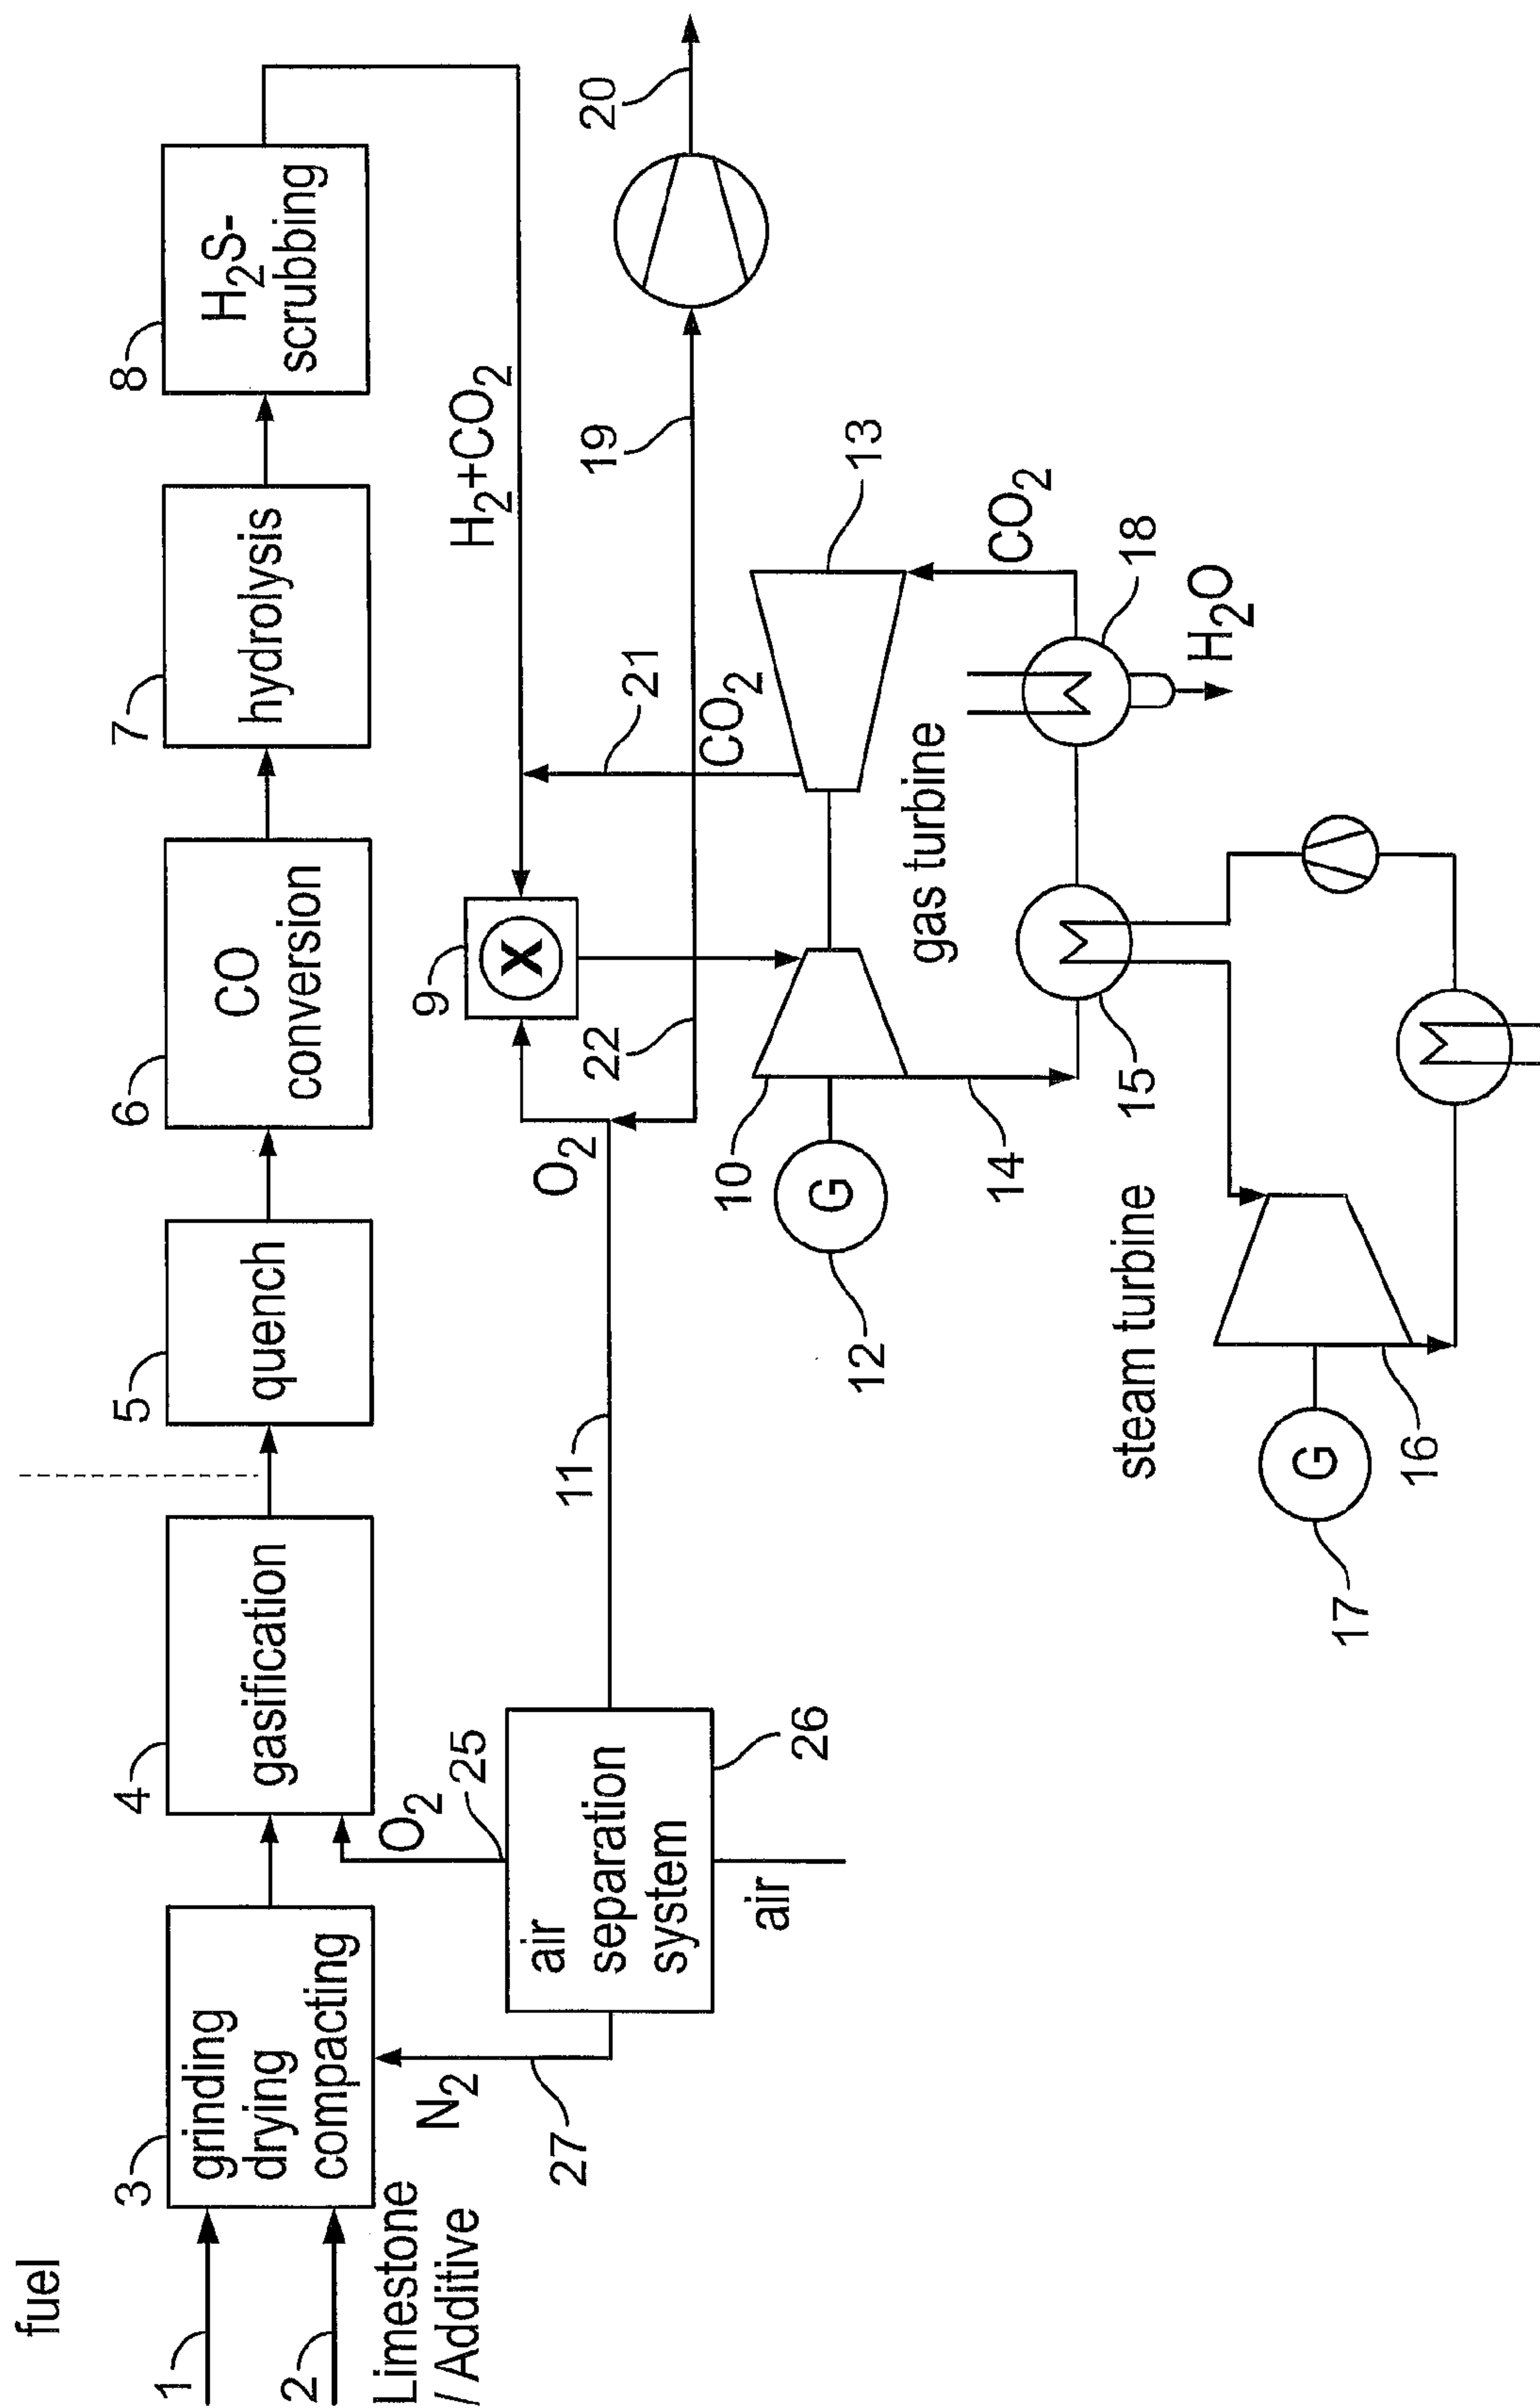 fuel
1
2
Limestone
/ Additive
3
grinding
drying
compacting
4
gasification
5
quench
6
CO
conversion
7
hydrolysis
8
H2S-
scrubbing
N2
27
O2
25
air
separation
system
26
air
11
O2
22
9
X
H2+CO2
21
CO2
19
20
10
G
12
gas turbine
13
CO2
18
H2O
14
15
steam turbine
16
G
17